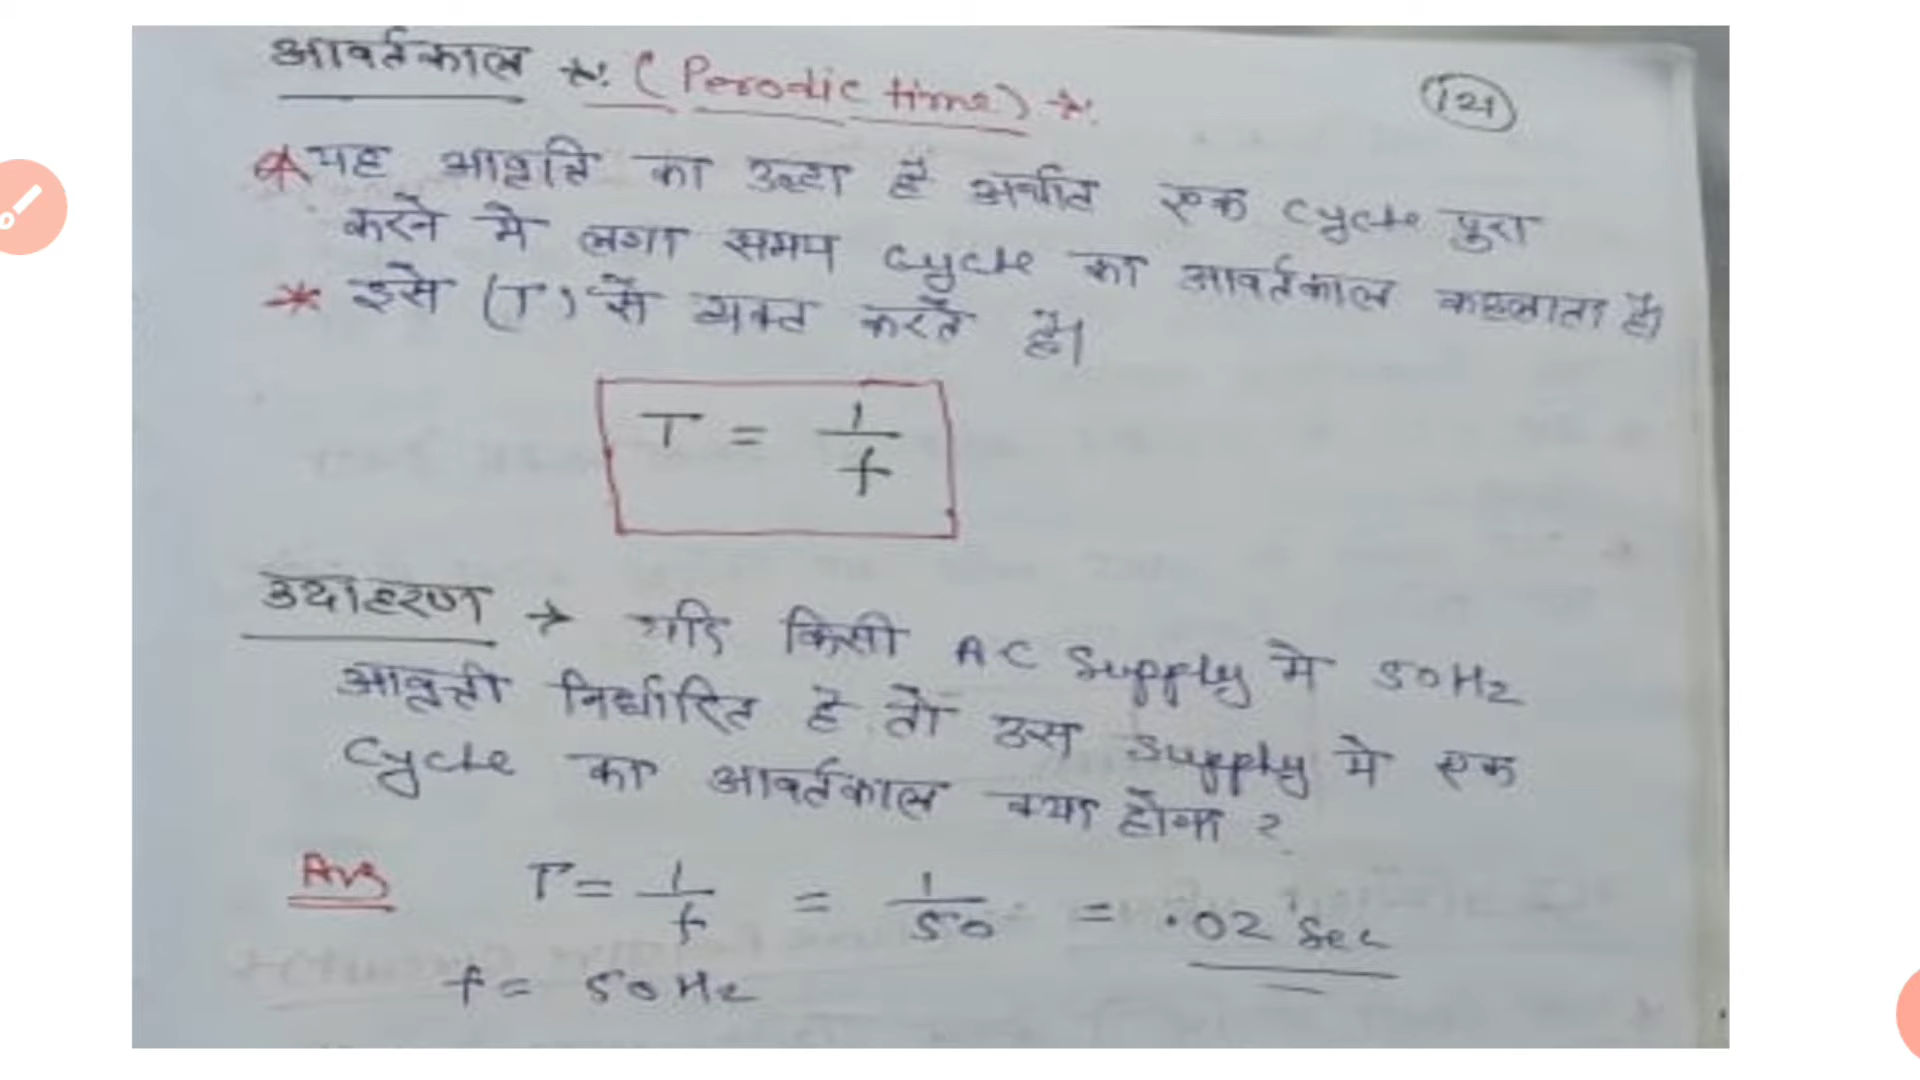 आवर्तकाल →: (Perodic time) →:
121
* यह आवृति का उल्टा है अर्थात एक cycle पुरा
करने मे लगा समय cycle का आवर्तकाल कहलाता है।
* इसे (T) से व्यक्त करते है।
T = 1/f
उदाहरण → यदि किसी AC Supply मे 50Hz
आवृत्ती निर्धारित है तो उस Supply मे एक
Cycle का आवर्तकाल क्या होगा ?
Ans T = 1/f = 1/50 = .02 Sec
f = 50Hz